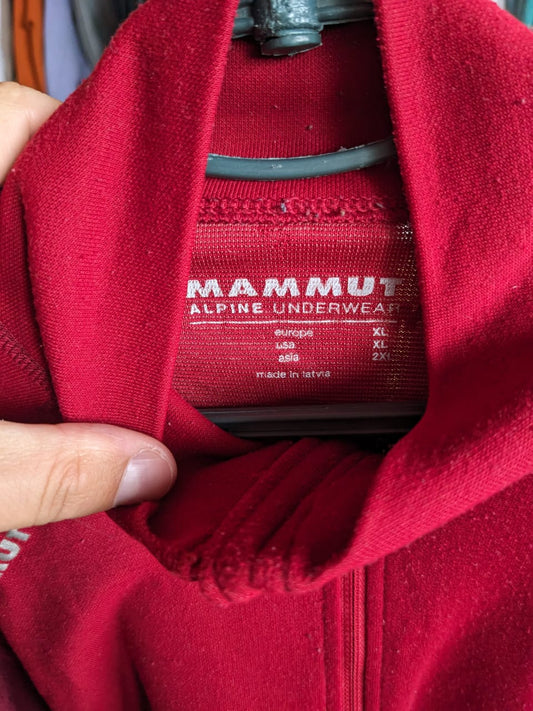 MAMMUT
ALPINE UNDERWEAR
europe XL
usa XL
asia 2XL
made in latvia